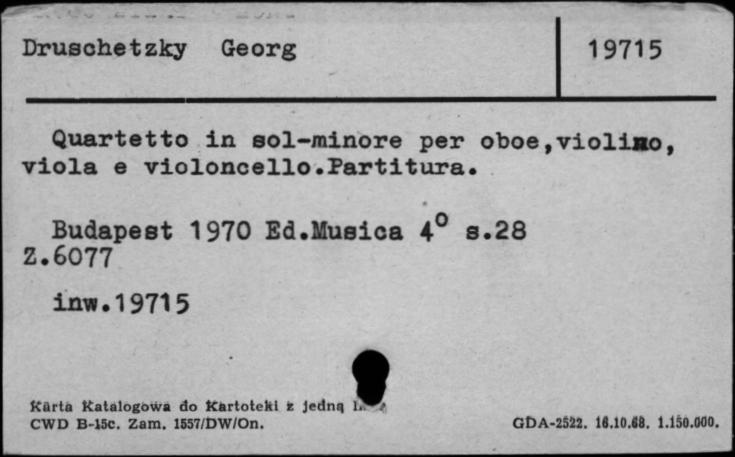 Druschetzky Georg
19715
Quartetto in sol-minore per oboe,violino,
viola e violoncello.Partitura.
Budapest 1970 Ed.Musica 4° s.28
Z.6077
inw.19715
Karta Katalogowa do Kartoteki z jedną
CWD B-15c. Zam. 1557/DW/On.
GDA-2522. 16.10.68. 1.150.000.